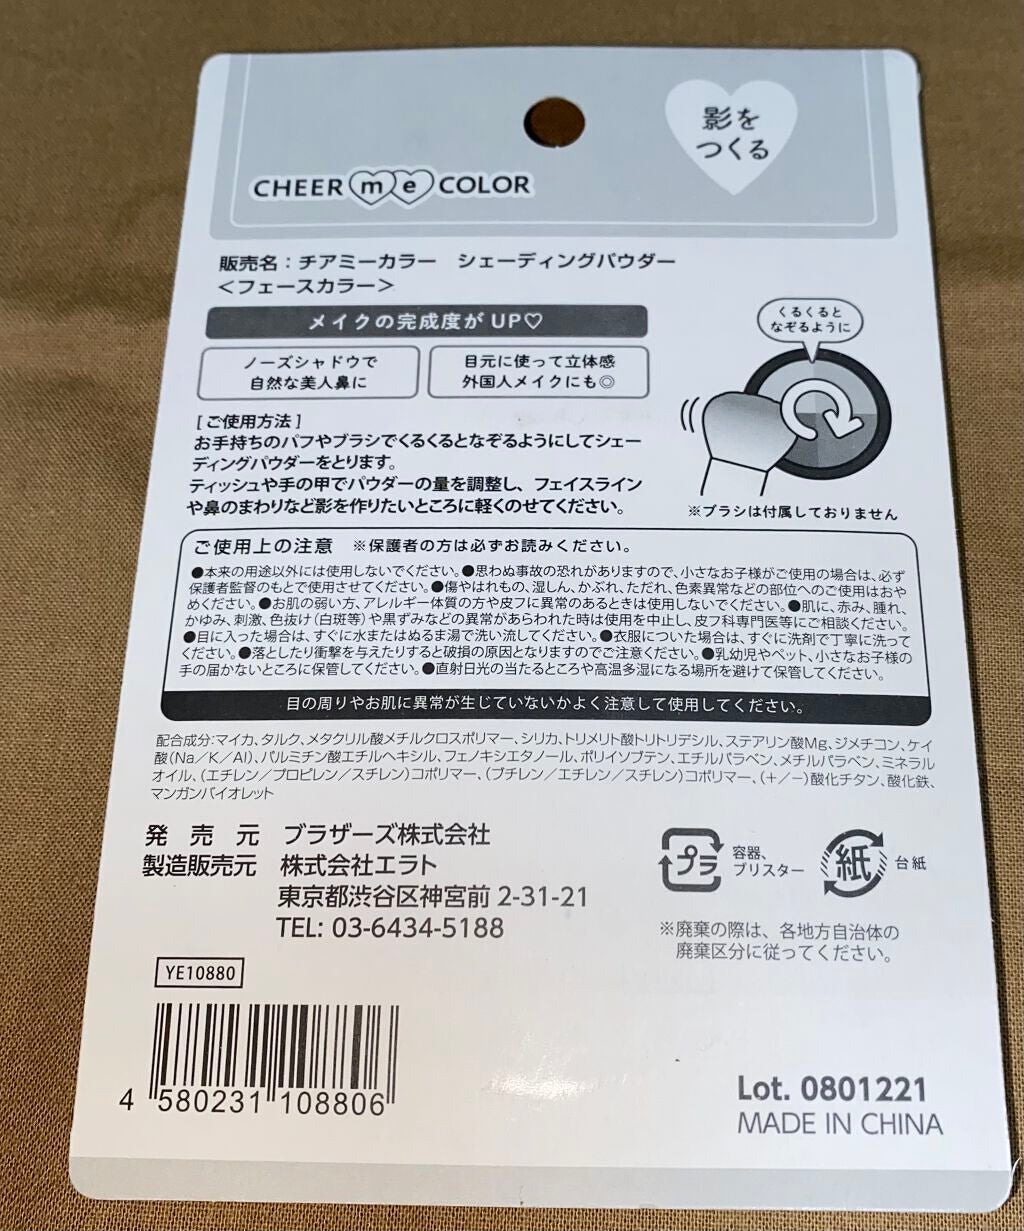 影を
つくる
CHEER me COLOR
販売名：チアミーカラー　シェーディングパウダー
＜フェースカラー＞
メイクの完成度がUP♡
ノーズシャドウで
自然な美人鼻に
目元に使って立体感
外国人メイクにも◎
くるくると
なぞるように
[ご使用方法]
お手持ちのパフやブラシでくるくるとなぞるようにしてシェー
ディングパウダーをとります。
ティッシュや手の甲でパウダーの量を調整し、フェイスライン
や鼻のまわりなど影を作りたいところに軽くのせてください。
※ブラシは付属しておりません
ご使用上の注意　※保護者の方は必ずお読みください。
●本来の用途以外には使用しないでください。●思わぬ事故の恐れがありますので、小さなお子様がご使用の場合は、必ず
保護者監督のもとで使用させてください。●傷やはれもの、湿しん、かぶれ、ただれ、色素異常などの部位へのご使用はおや
めください。●お肌の弱い方、アレルギー体質の方や皮フに異常のあるときは使用しないでください。●肌に、赤み、腫れ、
かゆみ、刺激、色抜け（白斑等）や黒ずみなどの異常があらわれた時は使用を中止し、皮フ科専門医等にご相談ください。
●目に入った場合は、すぐに水またはぬるま湯で洗い流してください。●衣服についた場合は、すぐに洗剤で丁寧に洗って
ください。●落としたり衝撃を与えたりすると破損の原因となりますのでご注意ください。●乳幼児やペット、小さなお子様の
手の届かないところに保管してください。●直射日光の当たるところや高温多湿になる場所を避けて保管してください。
目の周りやお肌に異常が生じていないかよく注意して使用してください。
配合成分：マイカ、タルク、メタクリル酸メチルクロスポリマー、シリカ、トリメリト酸トリトリデシル、ステアリン酸Mg、ジメチコン、ケイ
酸（Na／K／Al）、パルミチン酸エチルヘキシル、フェノキシエタノール、ポリイソブテン、エチルパラベン、メチルパラベン、ミネラル
オイル、（エチレン／プロピレン／スチレン）コポリマー、（ブチレン／エチレン／スチレン）コポリマー、（＋／－）酸化チタン、酸化鉄、
マンガンバイオレット
発　売　元　ブラザーズ株式会社
製造販売元　株式会社エラト
東京都渋谷区神宮前 2-31-21
TEL: 03-6434-5188
プラ
容器、
ブリスター
紙
台紙
※廃棄の際は、各地方自治体の
廃棄区分に従ってください。
YE10880
4 580231 108806
Lot. 0801221
MADE IN CHINA